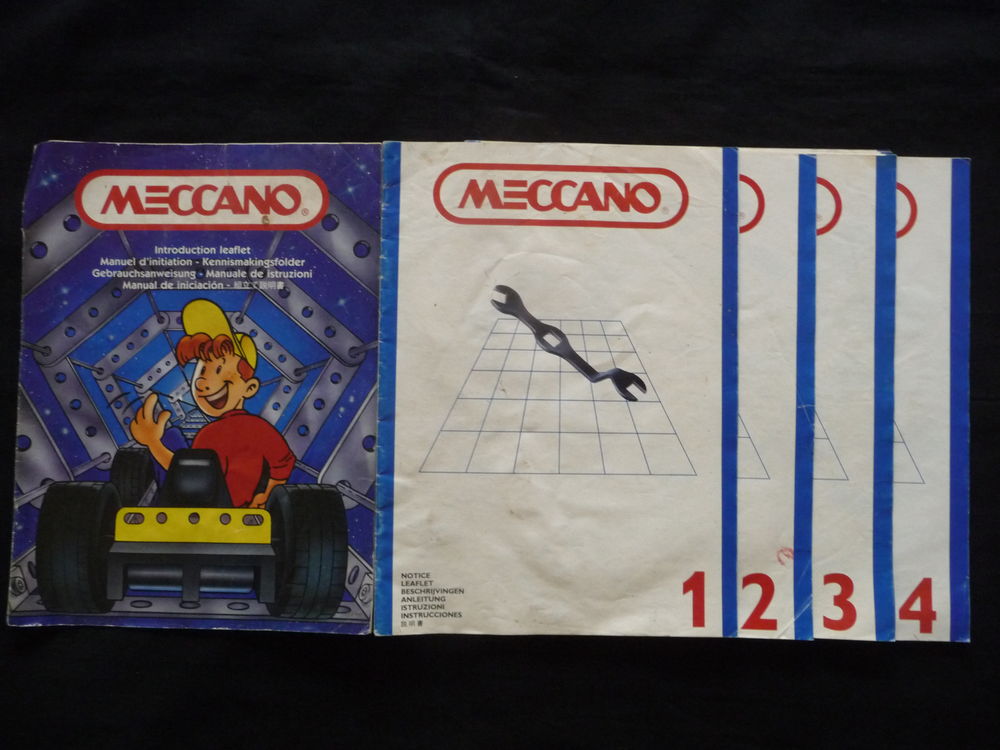 MECCANO®
Introduction leaflet
Manuel d'initiation - Kennismakingsfolder
Gebrauchsanweisung - Manuale de istruzioni
Manual de iniciación - 組立て説明書
MECCANO®
NOTICE
LEAFLET
BESCHRIJVINGEN
ANLEITUNG
ISTRUZIONI
INSTRUCCIONES
説明書
1
®
2
®
3
4